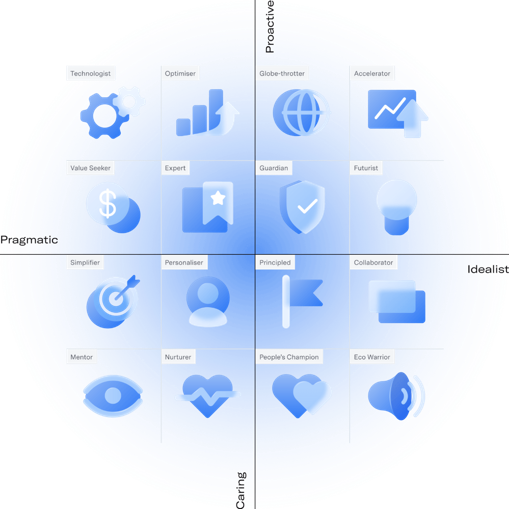 Proactive
Technologist
Optimiser
Globe-throtter
Accelerator
Value Seeker
Expert
Guardian
Futurist
$
Pragmatic
Idealist
Simplifier
Personaliser
Principled
Collaborator
Mentor
Nurturer
People's Champion
Eco Warrior
Caring